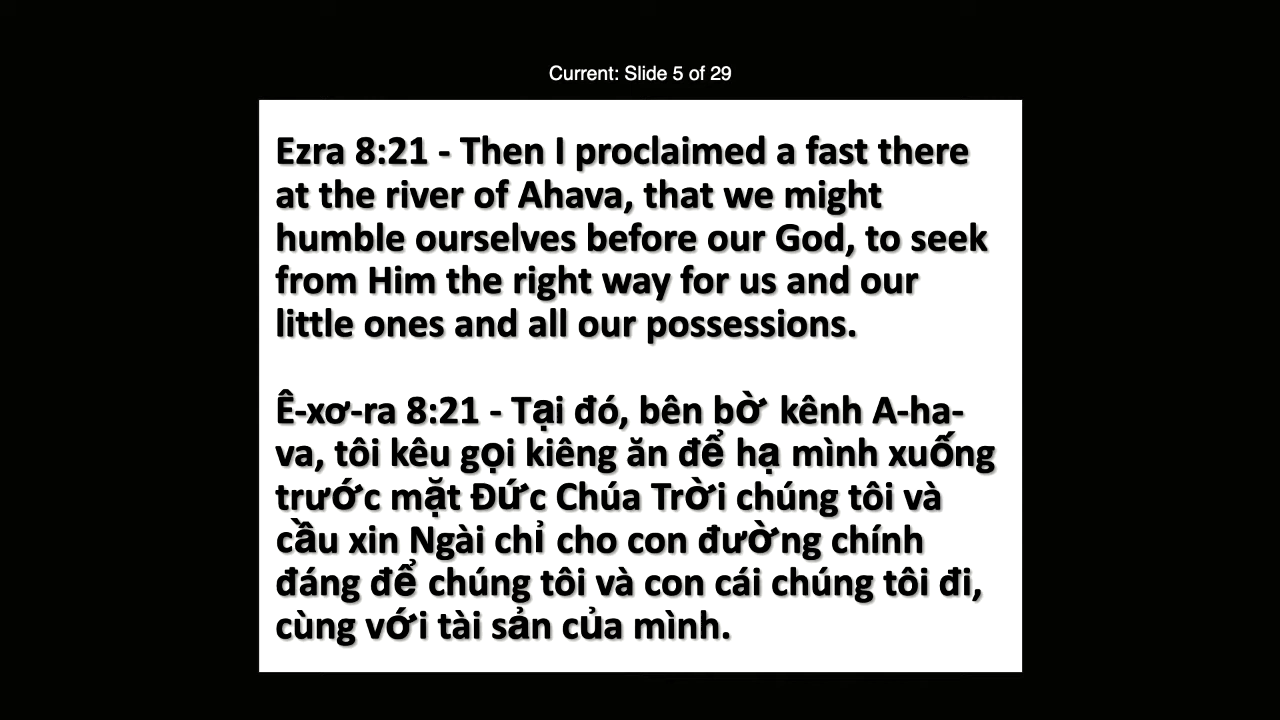 Current: Slide 5 of 29
Ezra 8:21 - Then I proclaimed a fast there
at the river of Ahava, that we might
humble ourselves before our God, to seek
from Him the right way for us and our
little ones and all our possessions.
Ê-xơ-ra 8:21 - Tại đó, bên bờ kênh A-ha-
va, tôi kêu gọi kiêng ăn để hạ mình xuống
trước mặt Đức Chúa Trời chúng tôi và
cầu xin Ngài chỉ cho con đường chính
đáng để chúng tôi và con cái chúng tôi đi,
cùng với tài sản của mình.